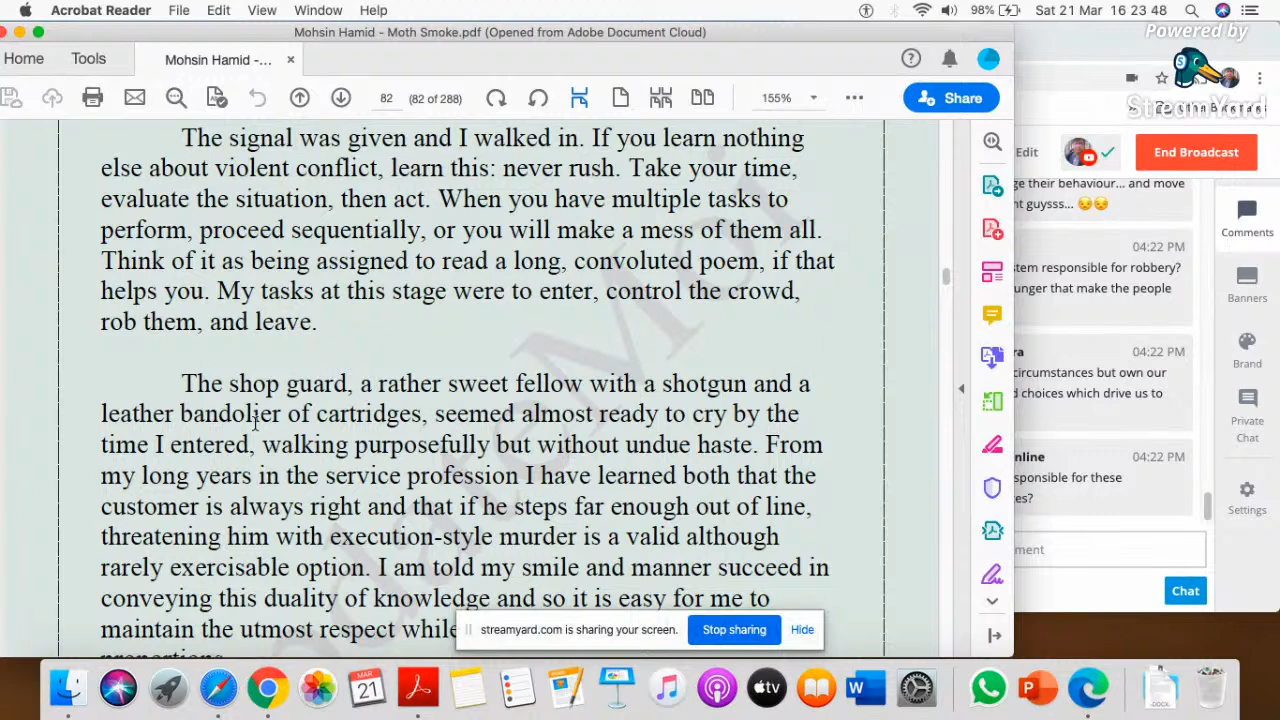 Acrobat Reader File Edit View Window Help 98% Sat 21 Mar 16 23 48
Powered by
StreamYard
Mohsin Hamid - Moth Smoke.pdf (Opened from Adobe Document Cloud)
Home Tools Mohsin Hamid -... ×
82 (82 of 288) 155% Share
The signal was given and I walked in. If you learn nothing
else about violent conflict, learn this: never rush. Take your time,
evaluate the situation, then act. When you have multiple tasks to
perform, proceed sequentially, or you will make a mess of them all.
Think of it as being assigned to read a long, convoluted poem, if that
helps you. My tasks at this stage were to enter, control the crowd,
rob them, and leave.
The shop guard, a rather sweet fellow with a shotgun and a
leather bandolier of cartridges, seemed almost ready to cry by the
time I entered, walking purposefully but without undue haste. From
my long years in the service profession I have learned both that the
customer is always right and that if he steps far enough out of line,
threatening him with execution-style murder is a valid although
rarely exercisable option. I am told my smile and manner succeed in
conveying this duality of knowledge and so it is easy for me to
maintain the utmost respect while
streamyard.com is sharing your screen. Stop sharing Hide
Edit End Broadcast
ge their behaviour... and move
nt guysss...
04:22 PM
stem responsible for robbery?
unger that make the people
ra 04:22 PM
circumstances but own our
d choices which drive us to
nline 04:22 PM
sponsible for these
es?
ment
Chat
Comments
Banners
Brand
Private
Chat
Settings
21
W
P
.DOCX